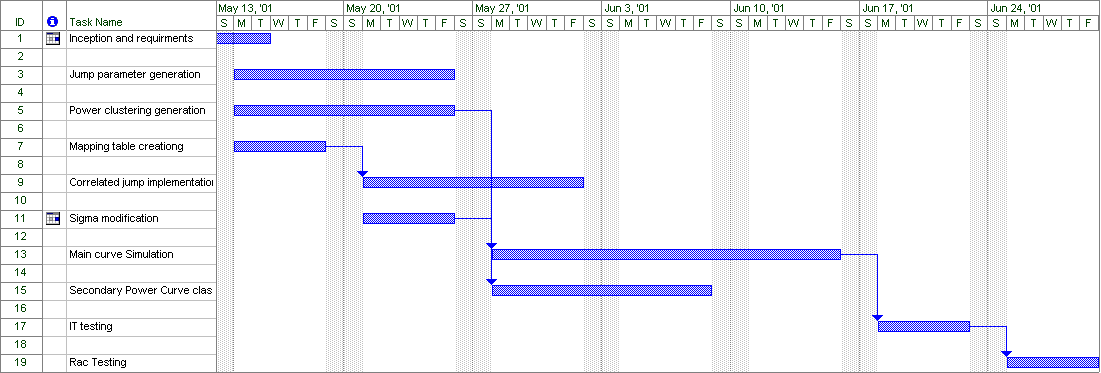 May 13, '01 May 20, '01 May 27, '01 Jun 3, '01 Jun 10, '01 Jun 17, '01 Jun 24, '01
ID i Task Name S M T W T F S S M T W T F S S M T W T F S S M T W T F S S M T W T F S S M T W T F S S M T W T F
1 Inception and requirments
2
3 Jump parameter generation
4
5 Power clustering generation
6
7 Mapping table creationg
8
9 Correlated jump implementation
10
11 Sigma modification
12
13 Main curve Simulation
14
15 Secondary Power Curve clas
16
17 IT testing
18
19 Rac Testing